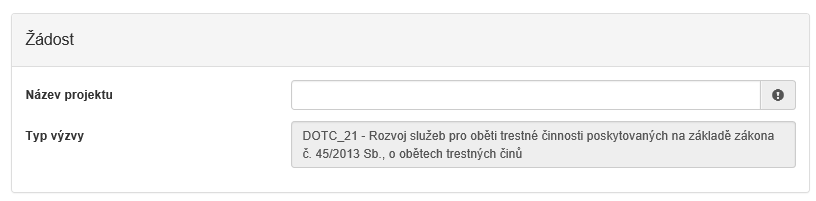 Žádost
Název projektu
Typ výzvy
DOTC_21 - Rozvoj služeb pro oběti trestné činnosti poskytovaných na základě zákona
č. 45/2013 Sb., o obětech trestných činů